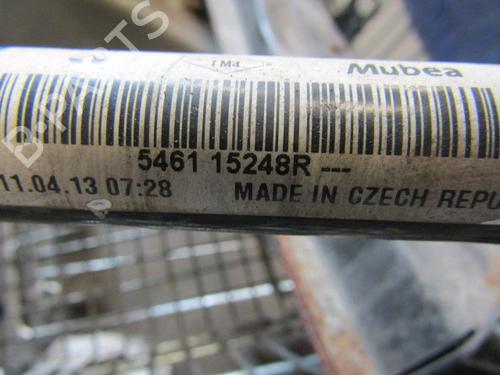 TM4
Mubea
5461 15248R ---
11.04.13 07:28 MADE IN CZECH REPU
D-PARTS